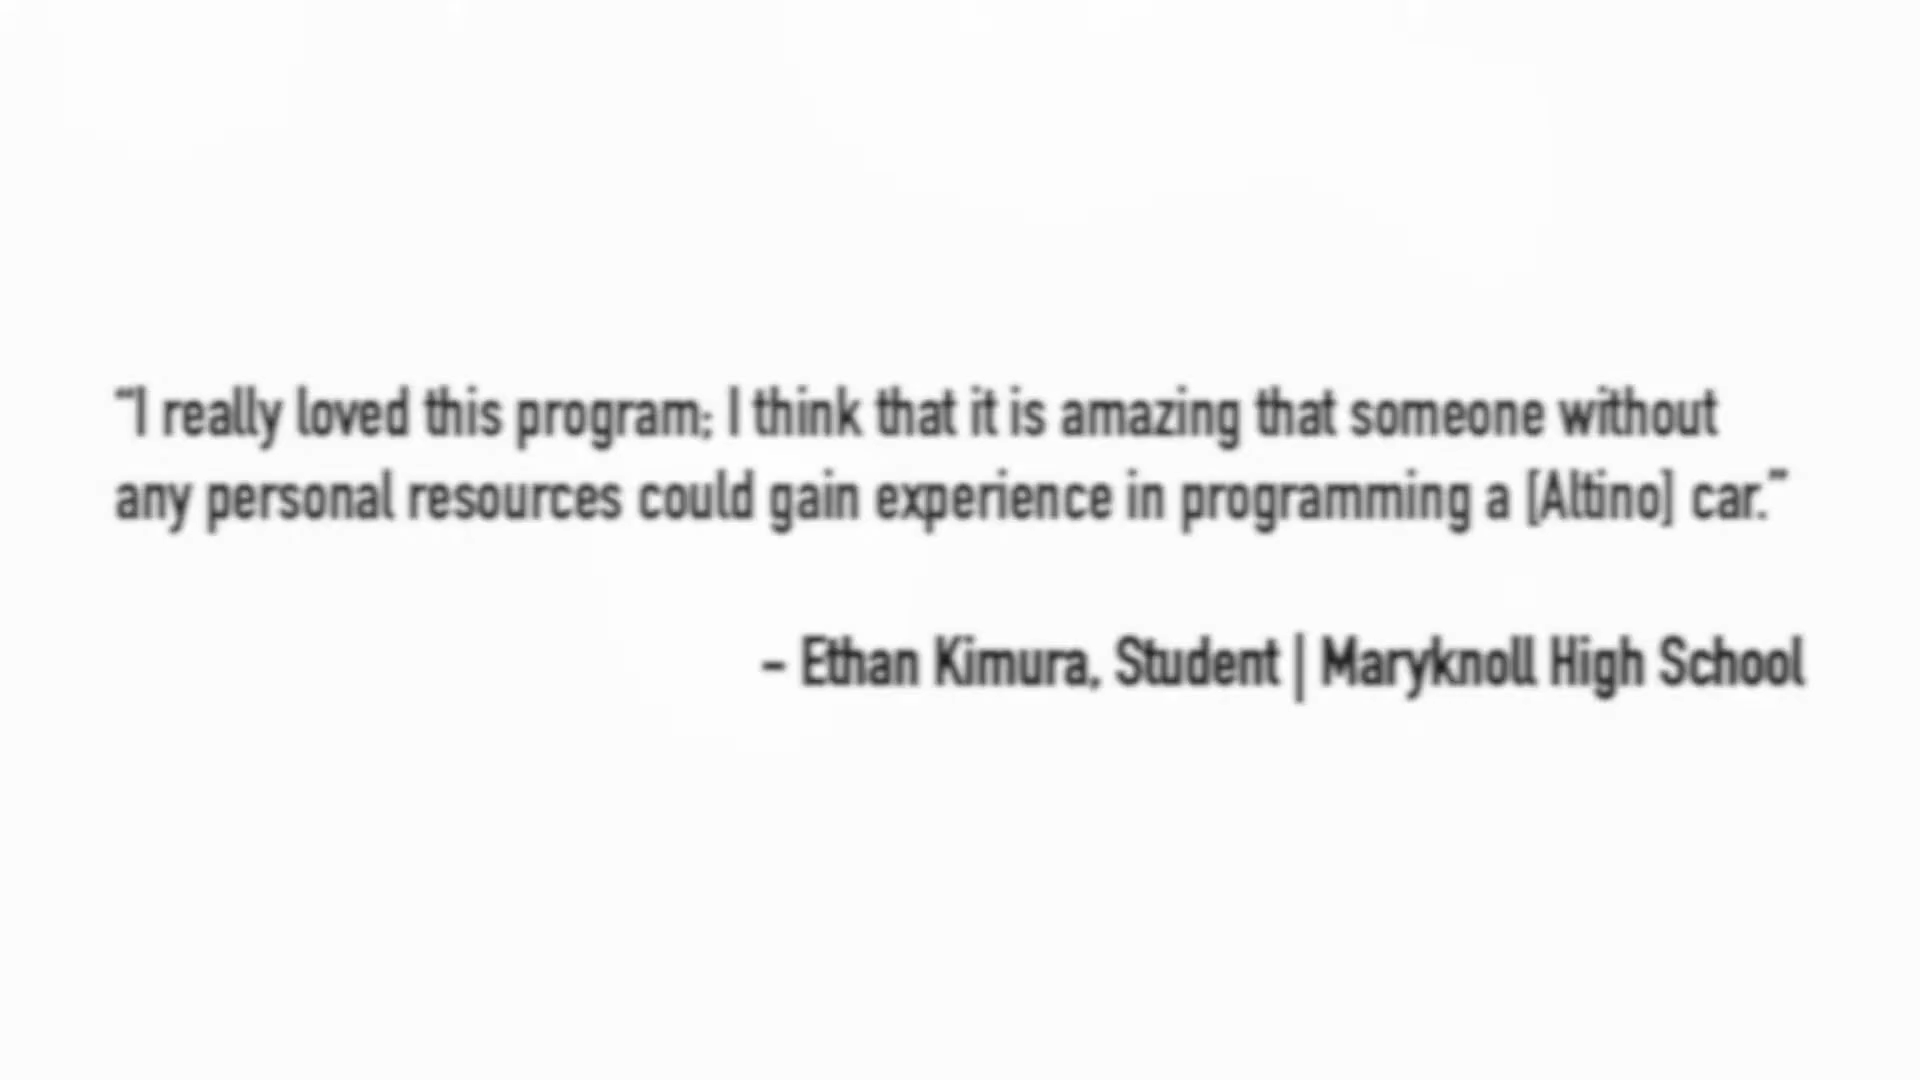 “I really loved this program; I think that it is amazing that someone without
any personal resources could gain experience in programming a [Altino] car.”
– Ethan Kimura, Student | Maryknoll High School